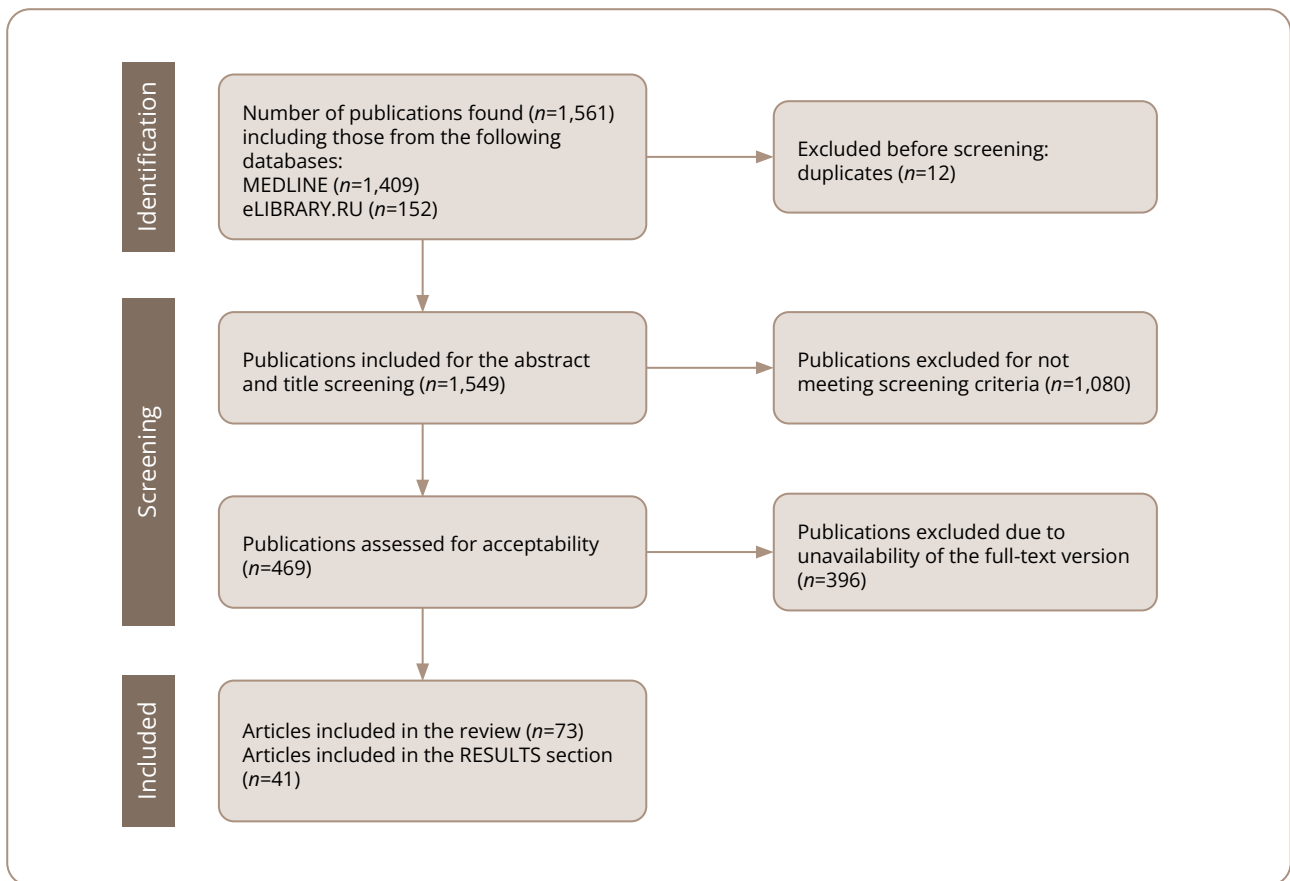 Identification
Number of publications found (n=1,561)
including those from the following
databases:
MEDLINE (n=1,409)
eLIBRARY.RU (n=152)
Excluded before screening:
duplicates (n=12)
Screening
Publications included for the abstract
and title screening (n=1,549)
Publications excluded for not
meeting screening criteria (n=1,080)
Publications assessed for acceptability
(n=469)
Publications excluded due to
unavailability of the full-text version
(n=396)
Included
Articles included in the review (n=73)
Articles included in the RESULTS section
(n=41)